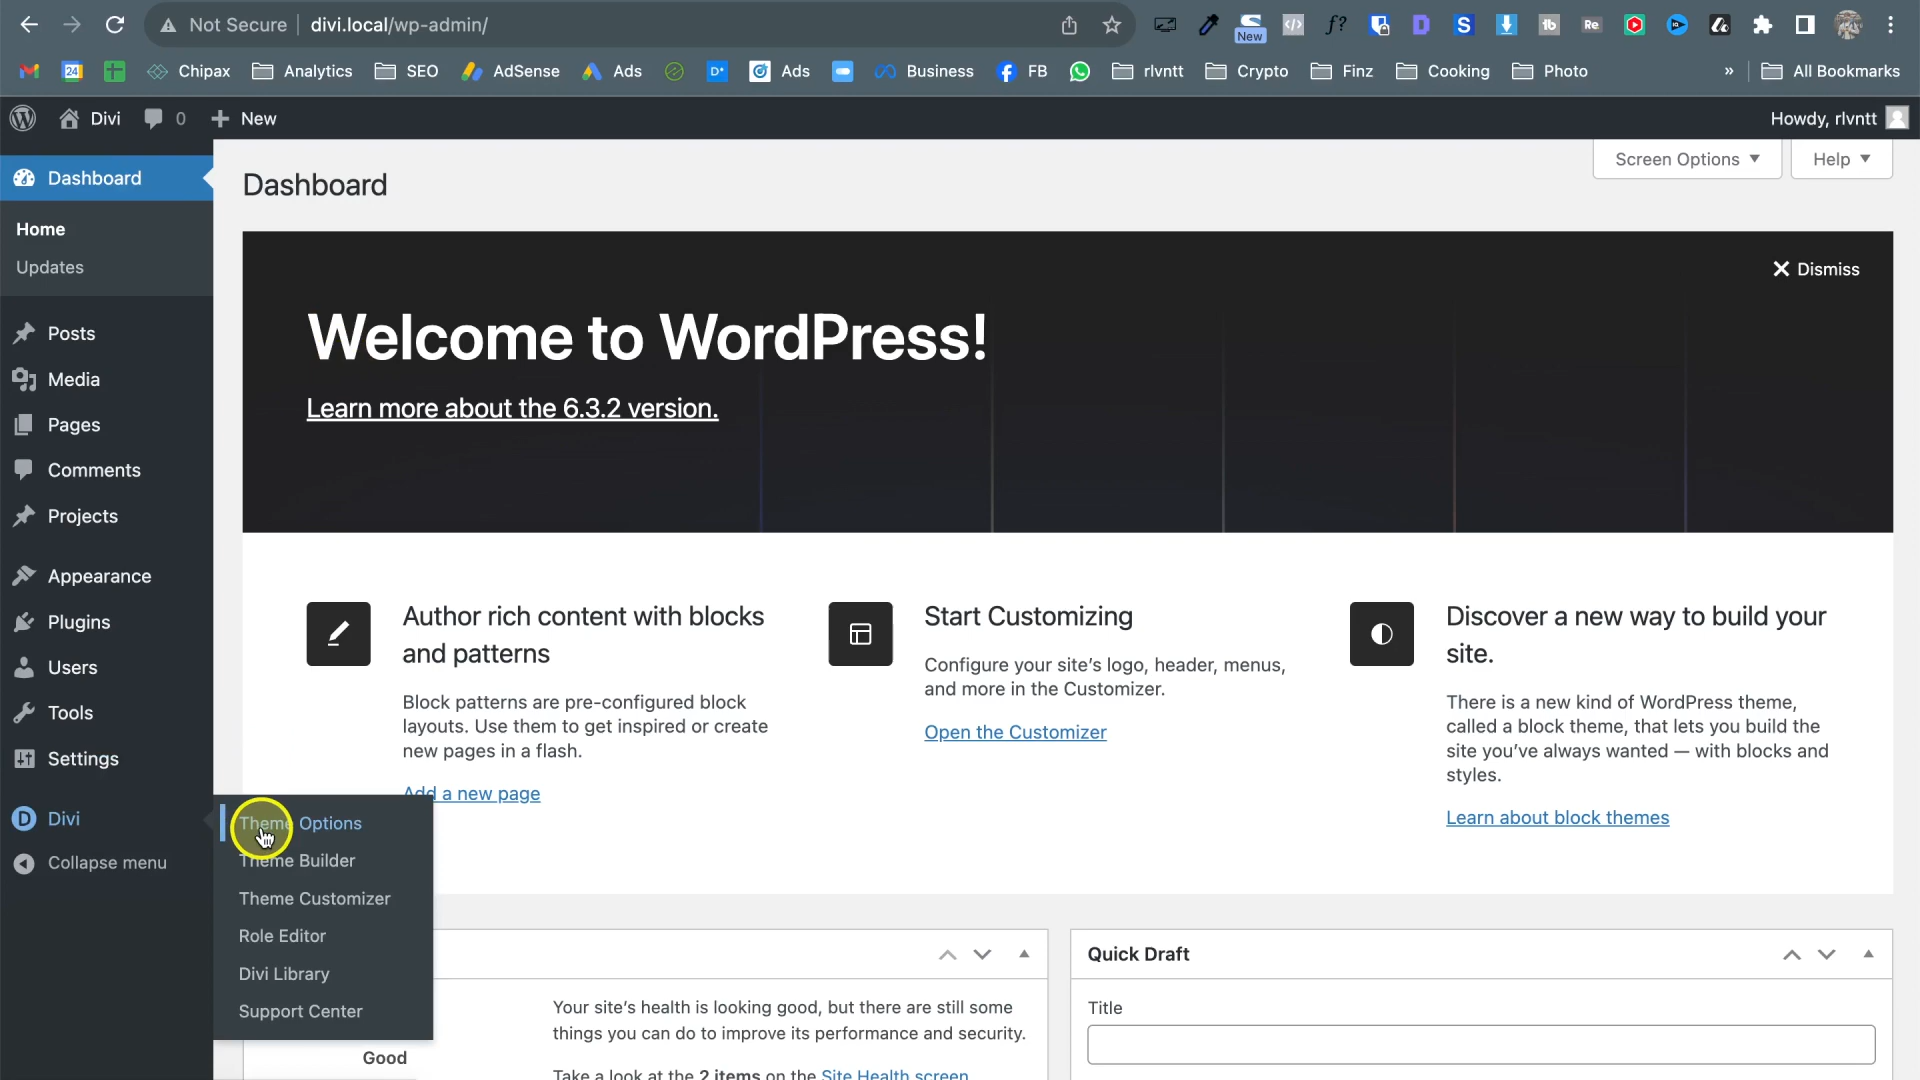 Not Secure divi.local/wp-admin/
New
f?
D
S
tb
Re
24
Chipax Analytics SEO AdSense Ads D* Ads Business FB rlvntt Crypto Finz Cooking Photo » All Bookmarks
Divi 0 New Howdy, rlvntt
Dashboard
Home
Updates
Posts
Media
Pages
Comments
Projects
Appearance
Plugins
Users
Tools
Settings
Divi
Collapse menu
Theme Options
Theme Builder
Theme Customizer
Role Editor
Divi Library
Support Center
Screen Options Help
Dashboard
Dismiss
Welcome to WordPress!
Learn more about the 6.3.2 version.
Author rich content with blocks
and patterns
Block patterns are pre-configured block
layouts. Use them to get inspired or create
new pages in a flash.
Add a new page
Start Customizing
Configure your site's logo, header, menus,
and more in the Customizer.
Open the Customizer
Discover a new way to build your
site.
There is a new kind of WordPress theme,
called a block theme, that lets you build the
site you've always wanted — with blocks and
styles.
Learn about block themes
Good
Your site's health is looking good, but there are still some
things you can do to improve its performance and security.
Take a look at the 2 items on the Site Health screen
Quick Draft
Title